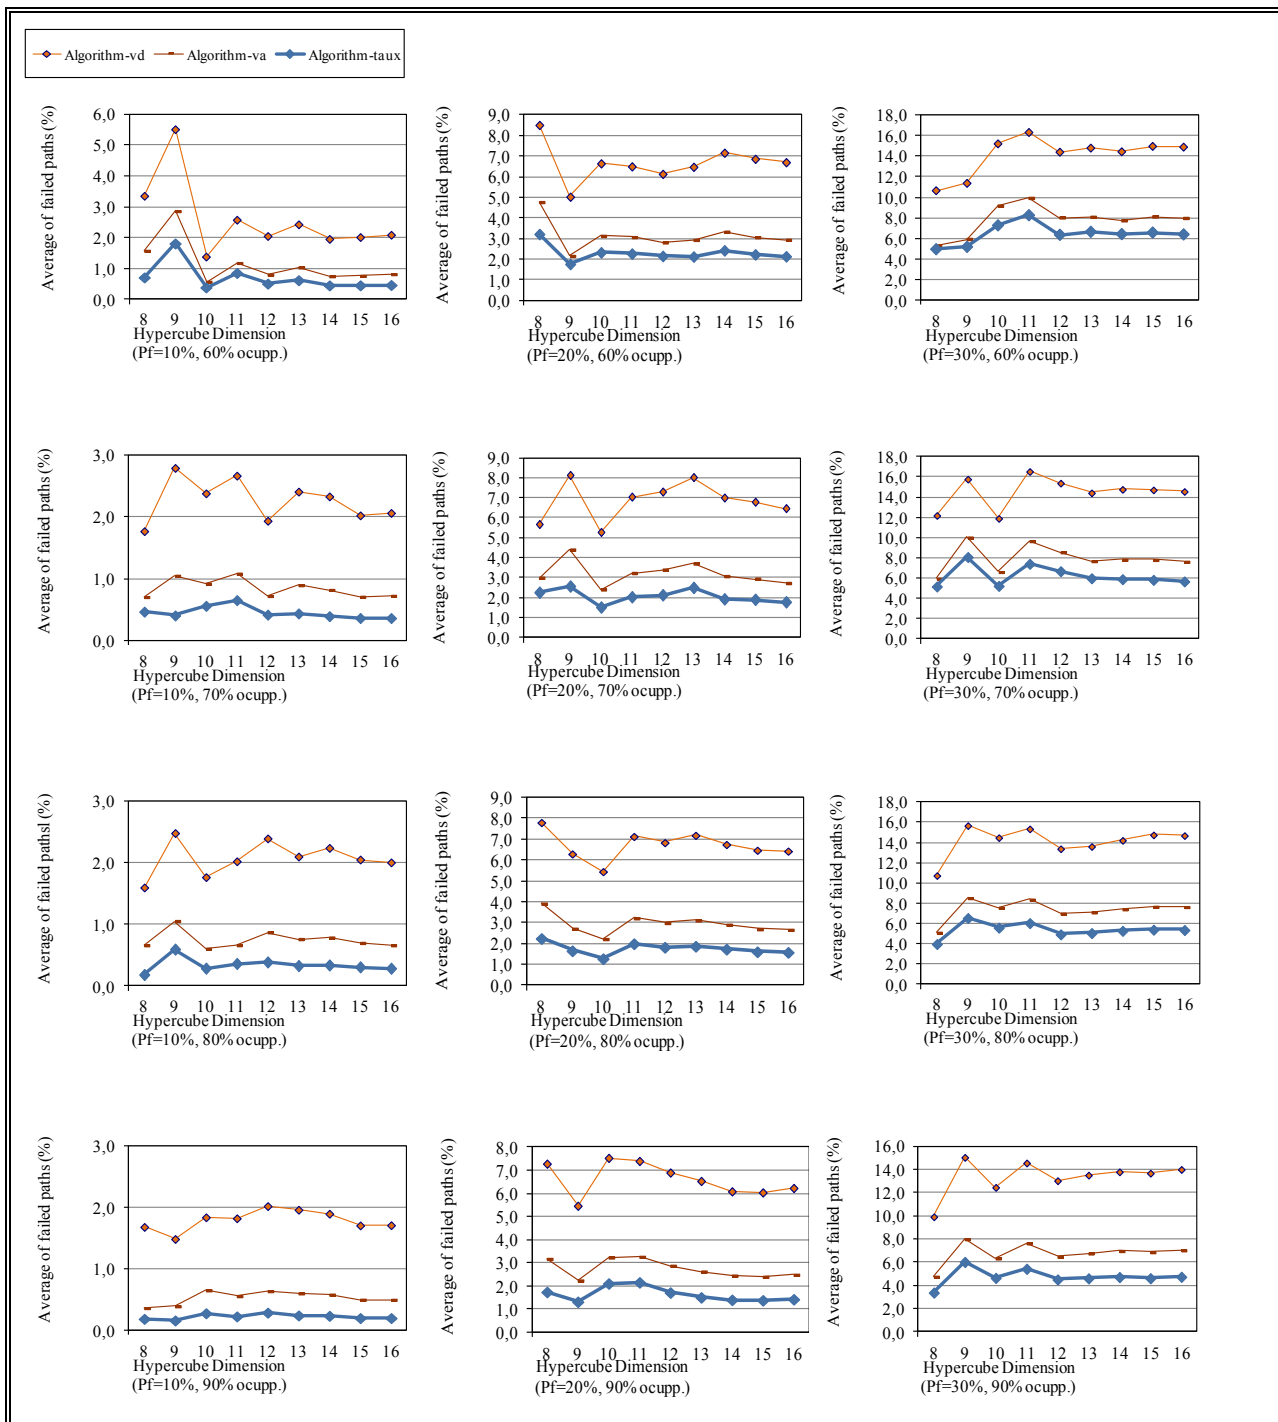 Algorithm-vd Algorithm-va Algorithm-taux
Average of failed paths (%)
6,0
5,0
4,0
3,0
2,0
1,0
0,0
8 9 10 11 12 13 14 15 16
Hypercube Dimension
(Pf=10%, 60% ocupp.)
Average of failed paths (%)
9,0
8,0
7,0
6,0
5,0
4,0
3,0
2,0
1,0
0,0
8 9 10 11 12 13 14 15 16
Hypercube Dimension
(Pf=20%, 60% ocupp.)
Average of failed paths (%)
18,0
16,0
14,0
12,0
10,0
8,0
6,0
4,0
2,0
0,0
8 9 10 11 12 13 14 15 16
Hypercube Dimension
(Pf=30%, 60% ocupp.)
Average of failed paths (%)
3,0
2,0
1,0
0,0
8 9 10 11 12 13 14 15 16
Hypercube Dimension
(Pf=10%, 70% ocupp.)
Average of failed paths (%)
9,0
8,0
7,0
6,0
5,0
4,0
3,0
2,0
1,0
0,0
8 9 10 11 12 13 14 15 16
Hypercube Dimension
(Pf=20%, 70% ocupp.)
Average of failed paths (%)
18,0
16,0
14,0
12,0
10,0
8,0
6,0
4,0
2,0
0,0
8 9 10 11 12 13 14 15 16
Hypercube Dimension
(Pf=30%, 70% ocupp.)
Average of failed pathsl (%)
3,0
2,0
1,0
0,0
8 9 10 11 12 13 14 15 16
Hypercube Dimension
(Pf=10%, 80% ocupp.)
Average of failed paths (%)
9,0
8,0
7,0
6,0
5,0
4,0
3,0
2,0
1,0
0,0
8 9 10 11 12 13 14 15 16
Hypercube Dimension
(Pf=20%, 80% ocupp.)
Average of failed paths (%)
18,0
16,0
14,0
12,0
10,0
8,0
6,0
4,0
2,0
0,0
8 9 10 11 12 13 14 15 16
Hypercube Dimension
(Pf=30%, 80% ocupp.)
Average of failed paths (%)
3,0
2,0
1,0
0,0
8 9 10 11 12 13 14 15 16
Hypercube Dimension
(Pf=10%, 90% ocupp.)
Average of failed paths (%)
8,0
7,0
6,0
5,0
4,0
3,0
2,0
1,0
0,0
8 9 10 11 12 13 14 15 16
Hypercube Dimension
(Pf=20%, 90% ocupp.)
Average of failed paths (%)
16,0
14,0
12,0
10,0
8,0
6,0
4,0
2,0
0,0
8 9 10 11 12 13 14 15 16
Hypercube Dimension
(Pf=30%, 90% ocupp.)